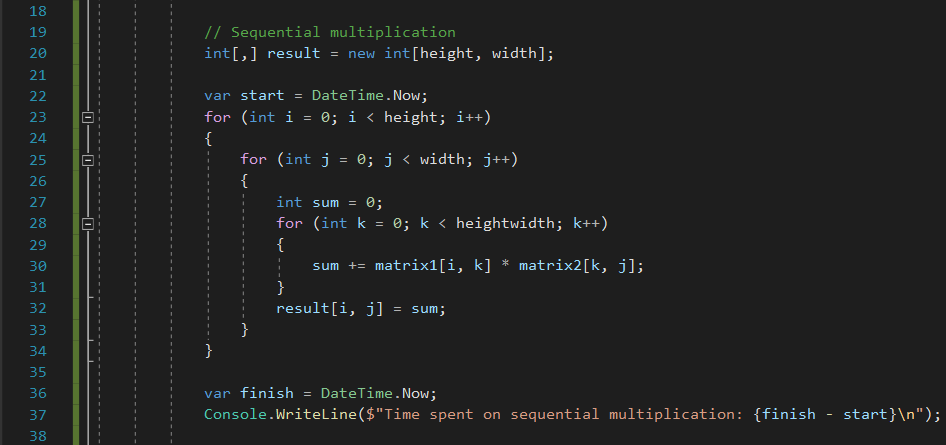 18
19 // Sequential multiplication
20 int[,] result = new int[height, width];
21
22 var start = DateTime.Now;
23 for (int i = 0; i < height; i++)
24 {
25 for (int j = 0; j < width; j++)
26 {
27 int sum = 0;
28 for (int k = 0; k < heightwidth; k++)
29 {
30 sum += matrix1[i, k] * matrix2[k, j];
31 }
32 result[i, j] = sum;
33 }
34 }
35
36 var finish = DateTime.Now;
37 Console.WriteLine($"Time spent on sequential multiplication: {finish - start}\n");
38